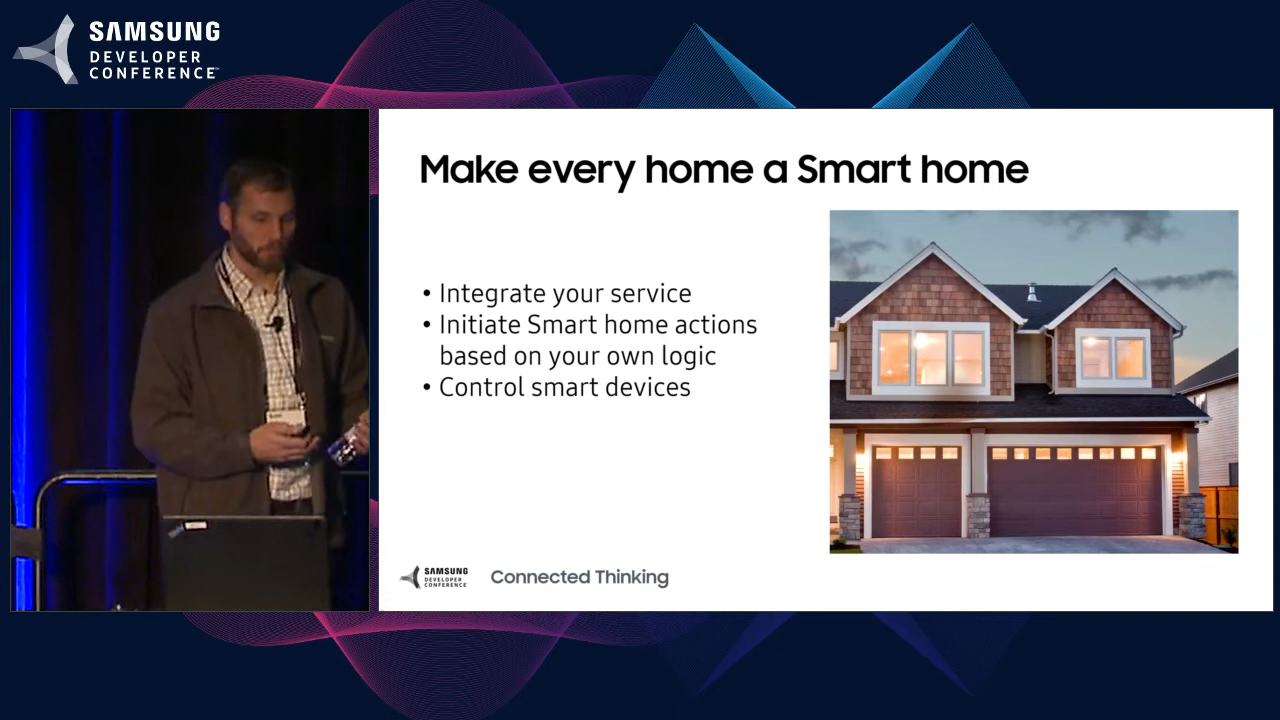 SAMSUNG
DEVELOPER
CONFERENCE
Make every home a Smart home
• Integrate your service
• Initiate Smart home actions
based on your own logic
• Control smart devices
SAMSUNG
DEVELOPER
CONFERENCE
Connected Thinking